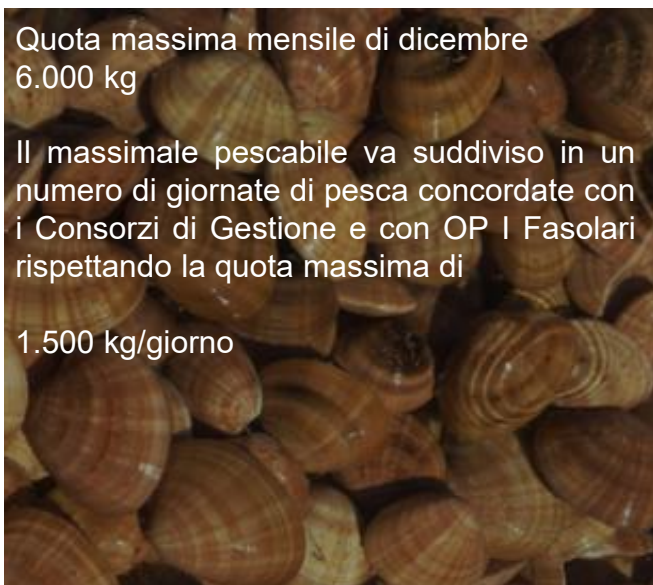 Quota massima mensile di dicembre
6.000 kg
Il massimale pescabile va suddiviso in un
numero di giornate di pesca concordate con
i Consorzi di Gestione e con OP I Fasolari
rispettando la quota massima di
1.500 kg/giorno